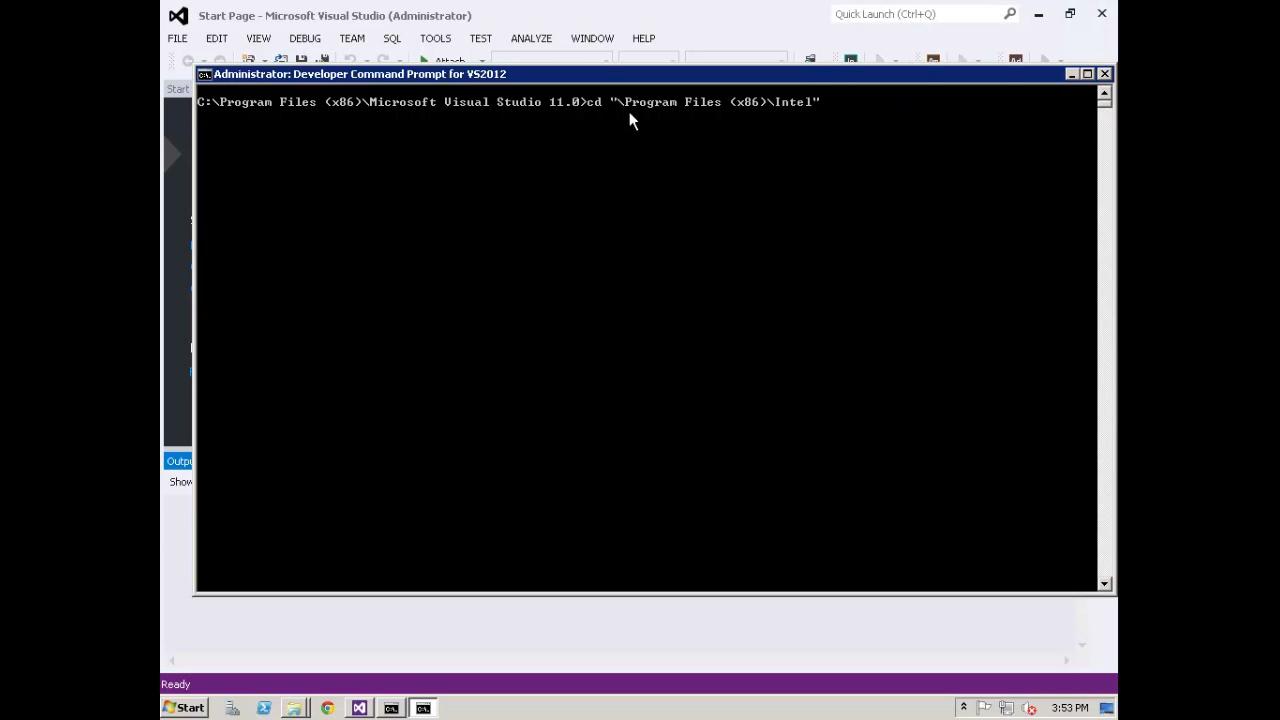 Start Page - Microsoft Visual Studio (Administrator)
Quick Launch (Ctrl+Q)
FILE EDIT VIEW DEBUG TEAM SQL TOOLS TEST ANALYZE WINDOW HELP
Attach...
Start
Administrator: Developer Command Prompt for VS2012
C:\Program Files (x86)\Microsoft Visual Studio 11.0>cd "\Program Files (x86)\Intel"
Outpu
Show
Ready
Start
3:53 PM